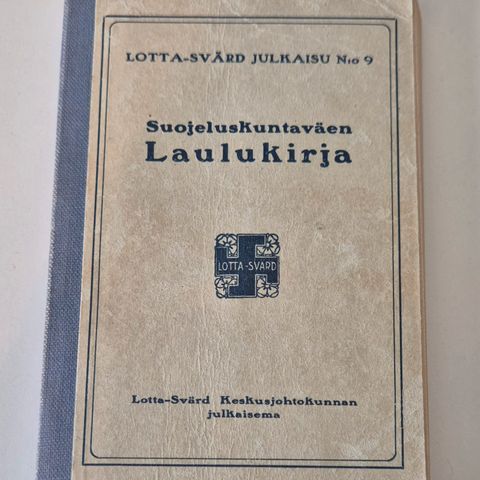 LOTTA-SVÄRD JULKAISU N:o 9
Suojeluskuntaväen
Laulukirja
LOTTA-SVÄRD
Lotta-Svärd Keskusjohtokunnan
julkaisema